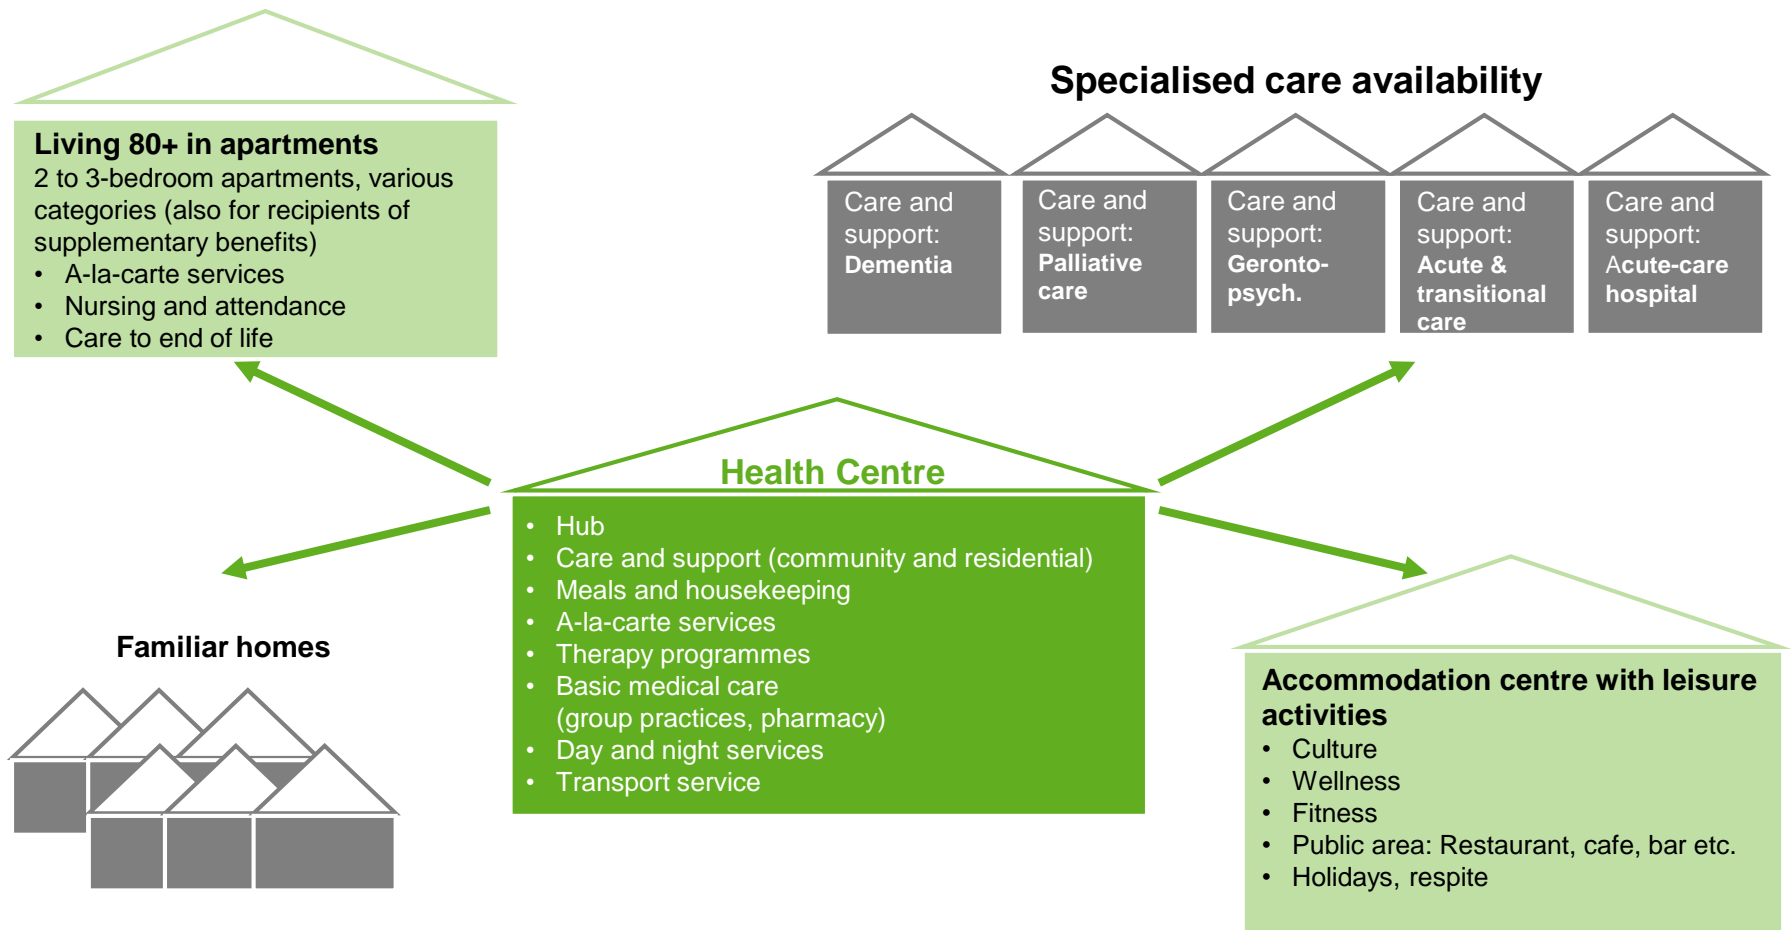 Living 80+ in apartments
2 to 3-bedroom apartments, various
categories (also for recipients of
supplementary benefits)
• A-la-carte services
• Nursing and attendance
• Care to end of life
Specialised care availability
Care and
support:
Dementia
Care and
support:
Palliative
care
Care and
support:
Geronto-
psych.
Care and
support:
Acute &
transitional
care
Care and
support:
Acute-care
hospital
Health Centre
• Hub
• Care and support (community and residential)
• Meals and housekeeping
• A-la-carte services
• Therapy programmes
• Basic medical care
(group practices, pharmacy)
• Day and night services
• Transport service
Familiar homes
Accommodation centre with leisure
activities
• Culture
• Wellness
• Fitness
• Public area: Restaurant, cafe, bar etc.
• Holidays, respite